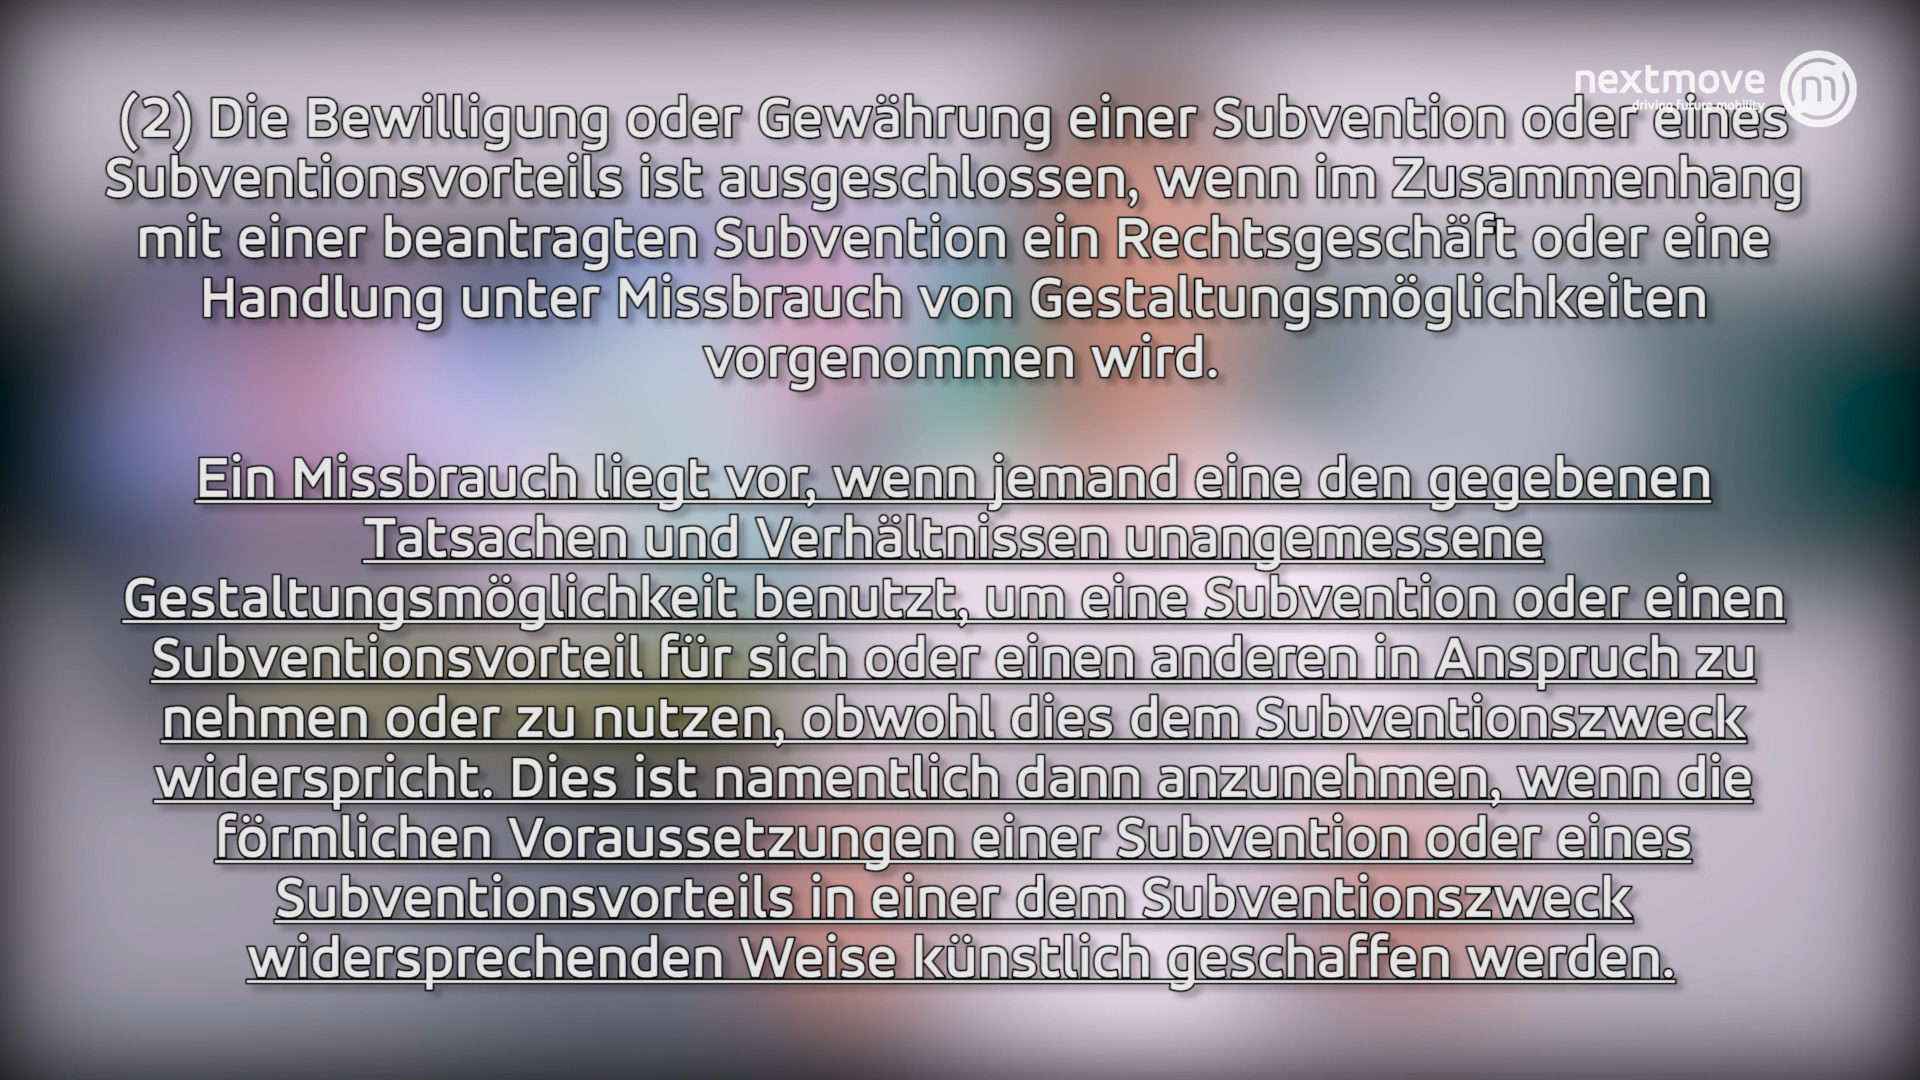 nextmove
driving future mobility
(2) Die Bewilligung oder Gewährung einer Subvention oder eines
Subventionsvorteils ist ausgeschlossen, wenn im Zusammenhang
mit einer beantragten Subvention ein Rechtsgeschäft oder eine
Handlung unter Missbrauch von Gestaltungsmöglichkeiten
vorgenommen wird.
Ein Missbrauch liegt vor, wenn jemand eine den gegebenen
Tatsachen und Verhältnissen unangemessene
Gestaltungsmöglichkeit benutzt, um eine Subvention oder einen
Subventionsvorteil für sich oder einen anderen in Anspruch zu
nehmen oder zu nutzen, obwohl dies dem Subventionszweck
widerspricht. Dies ist namentlich dann anzunehmen, wenn die
förmlichen Voraussetzungen einer Subvention oder eines
Subventionsvorteils in einer dem Subventionszweck
widersprechenden Weise künstlich geschaffen werden.